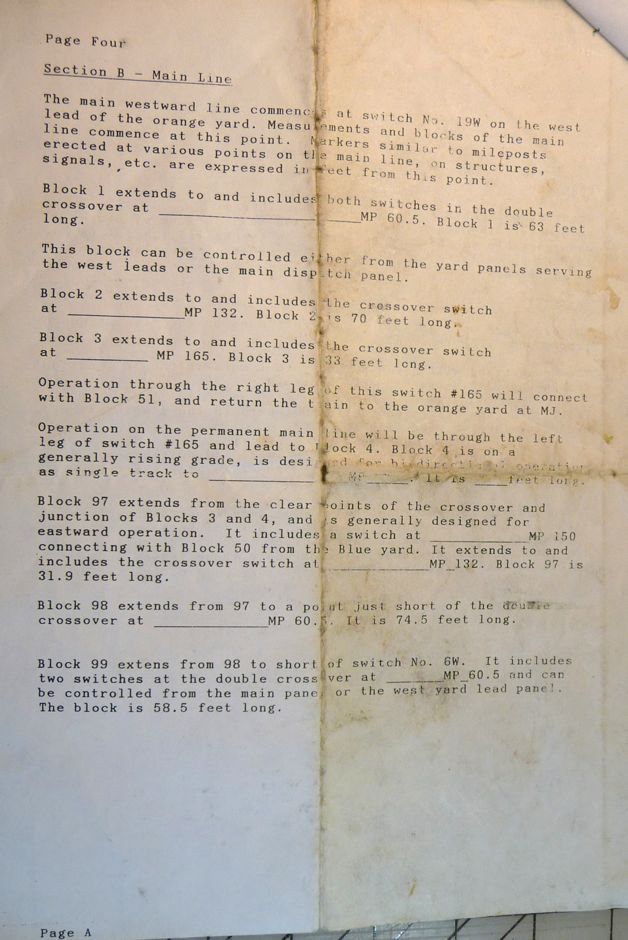 Page Four
Section B - Main Line
The main westward line commences at switch No. 19W on the west
lead of the orange yard. Measurements and blocks of the main
line commence at this point. Markers similar to mileposts
erected at various points on the main line, on structures,
signals, etc. are expressed in feet from this point.
Block 1 extends to and includes both switches in the double
crossover at ____________________MP 60.5. Block 1 is 63 feet
long.
This block can be controlled either from the yard panels serving
the west leads or the main dispatch panel.
Block 2 extends to and includes the crossover switch
at ____________MP 132. Block 2 is 70 feet long.
Block 3 extends to and includes the crossover switch
at ________ MP 165. Block 3 is 33 feet long.
Operation through the right leg of this switch #165 will connect
with Block 51, and return the train to the orange yard at MJ.
Operation on the permanent main line will be through the left
leg of switch #165 and lead to Block 4. Block 4 is on a
generally rising grade, is designed for bi-directional operation
as single track to ____________ MP ______. It is ___feet long.
Block 97 extends from the clear points of the crossover and
junction of Blocks 3 and 4, and is generally designed for
eastward operation. It includes a switch at __________MP 150
connecting with Block 50 from the Blue yard. It extends to and
includes the crossover switch at __________MP_132. Block 97 is
31.9 feet long.
Block 98 extends from 97 to a point just short of the double
crossover at ____________MP 60.5. It is 74.5 feet long.
Block 99 extens from 98 to short of switch No. 6W. It includes
two switches at the double crossover at ______MP_60.5 and can
be controlled from the main panel or the west yard lead panel.
The block is 58.5 feet long.
Page A